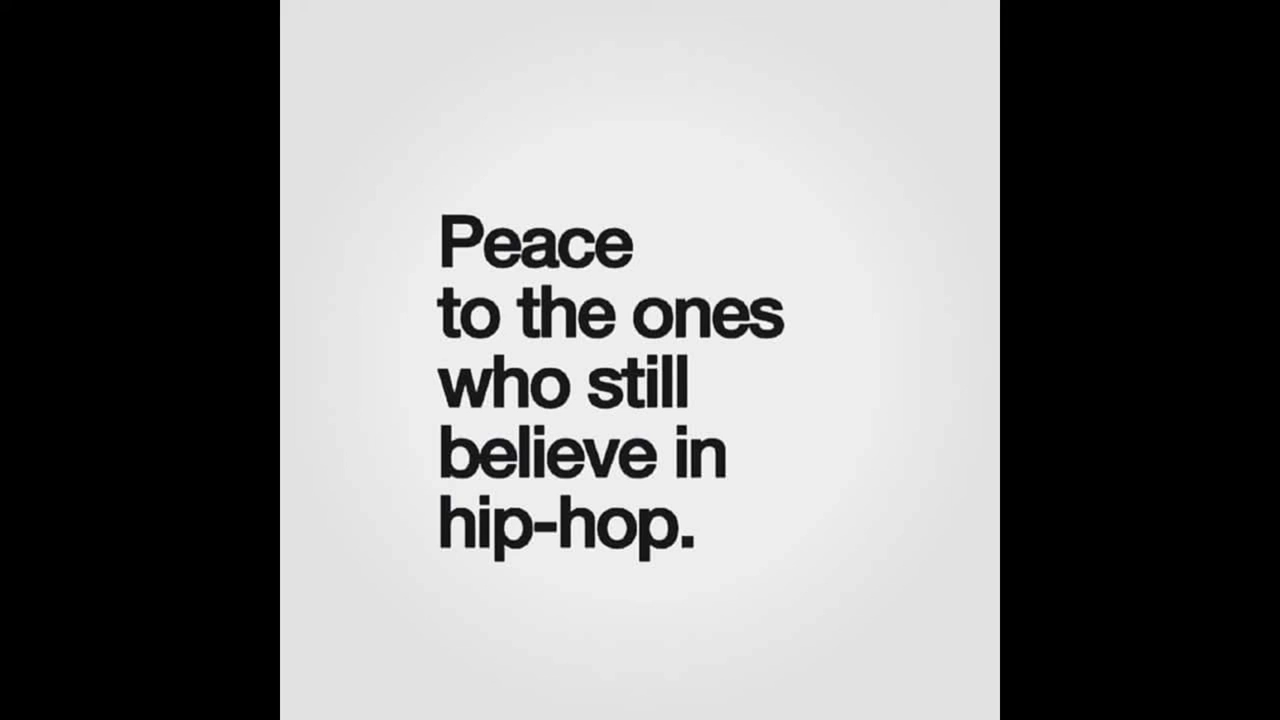 Peace
to the ones
who still
believe in
hip-hop.